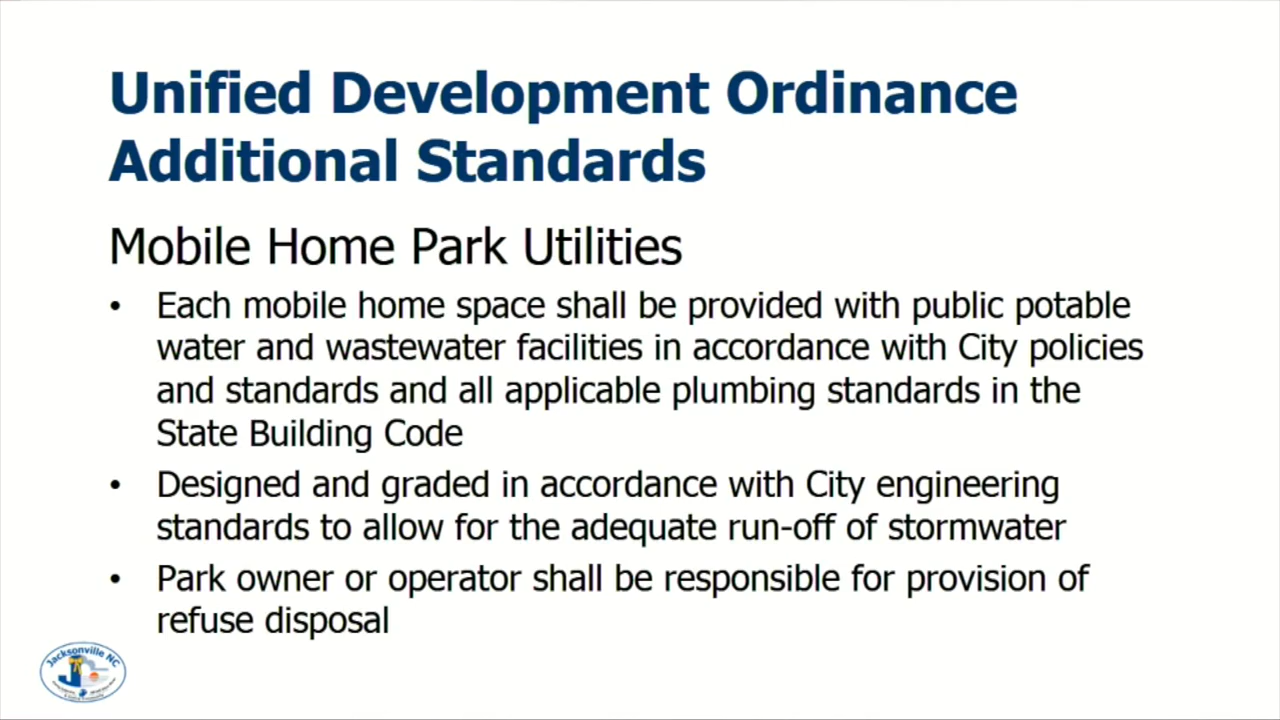 Unified Development Ordinance
Additional Standards
Mobile Home Park Utilities
• Each mobile home space shall be provided with public potable
water and wastewater facilities in accordance with City policies
and standards and all applicable plumbing standards in the
State Building Code
• Designed and graded in accordance with City engineering
standards to allow for the adequate run-off of stormwater
• Park owner or operator shall be responsible for provision of
refuse disposal
Jacksonville NC